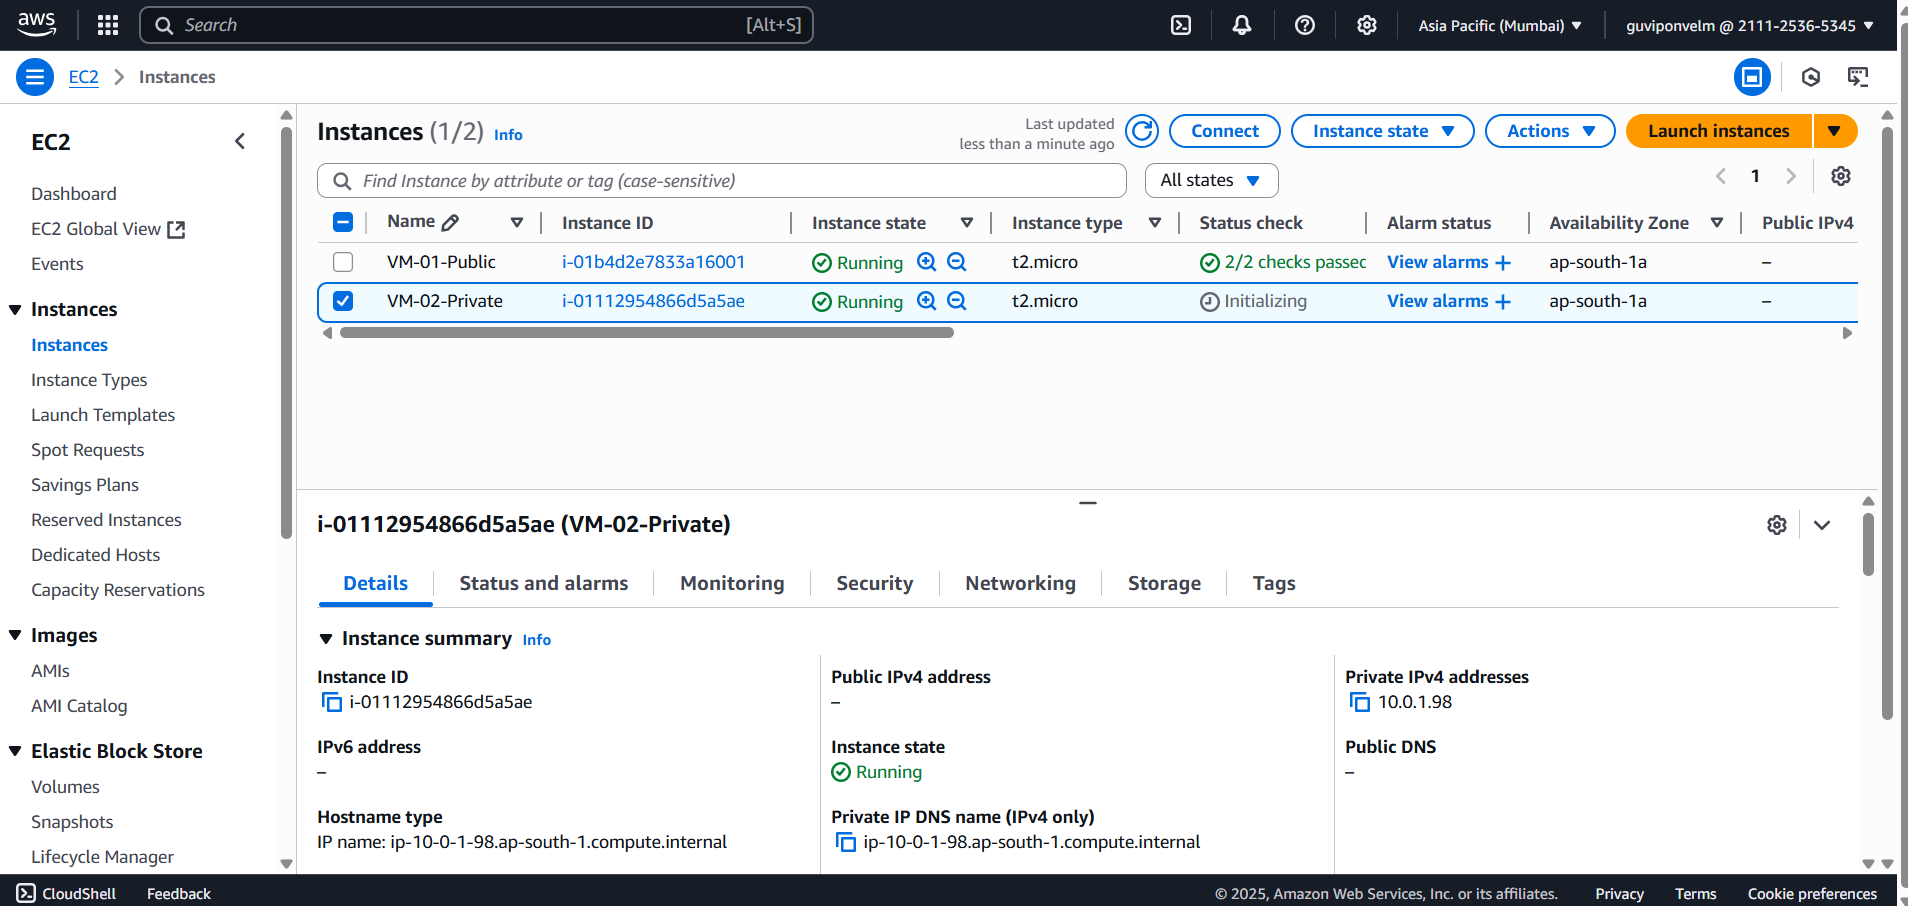 aws
Search [Alt+S]
Asia Pacific (Mumbai)
guviponvelm @ 2111-2536-5345
EC2 Instances
EC2
Dashboard
EC2 Global View
Events
Instances
Instances
Instance Types
Launch Templates
Spot Requests
Savings Plans
Reserved Instances
Dedicated Hosts
Capacity Reservations
Images
AMIs
AMI Catalog
Elastic Block Store
Volumes
Snapshots
Lifecycle Manager
Instances (1/2) Info
Last updated
less than a minute ago
Connect Instance state Actions Launch instances
Find Instance by attribute or tag (case-sensitive) All states 1
Name Instance ID Instance state Instance type Status check Alarm status Availability Zone Public IPv4
VM-01-Public i-01b4d2e7833a16001 Running t2.micro 2/2 checks passec View alarms + ap-south-1a –
VM-02-Private i-01112954866d5a5ae Running t2.micro Initializing View alarms + ap-south-1a –
i-01112954866d5a5ae (VM-02-Private)
Details Status and alarms Monitoring Security Networking Storage Tags
Instance summary Info
Instance ID
i-01112954866d5a5ae
Public IPv4 address
–
Private IPv4 addresses
10.0.1.98
IPv6 address
–
Instance state
Running
Public DNS
–
Hostname type
IP name: ip-10-0-1-98.ap-south-1.compute.internal
Private IP DNS name (IPv4 only)
ip-10-0-1-98.ap-south-1.compute.internal
CloudShell Feedback © 2025, Amazon Web Services, Inc. or its affiliates. Privacy Terms Cookie preferences